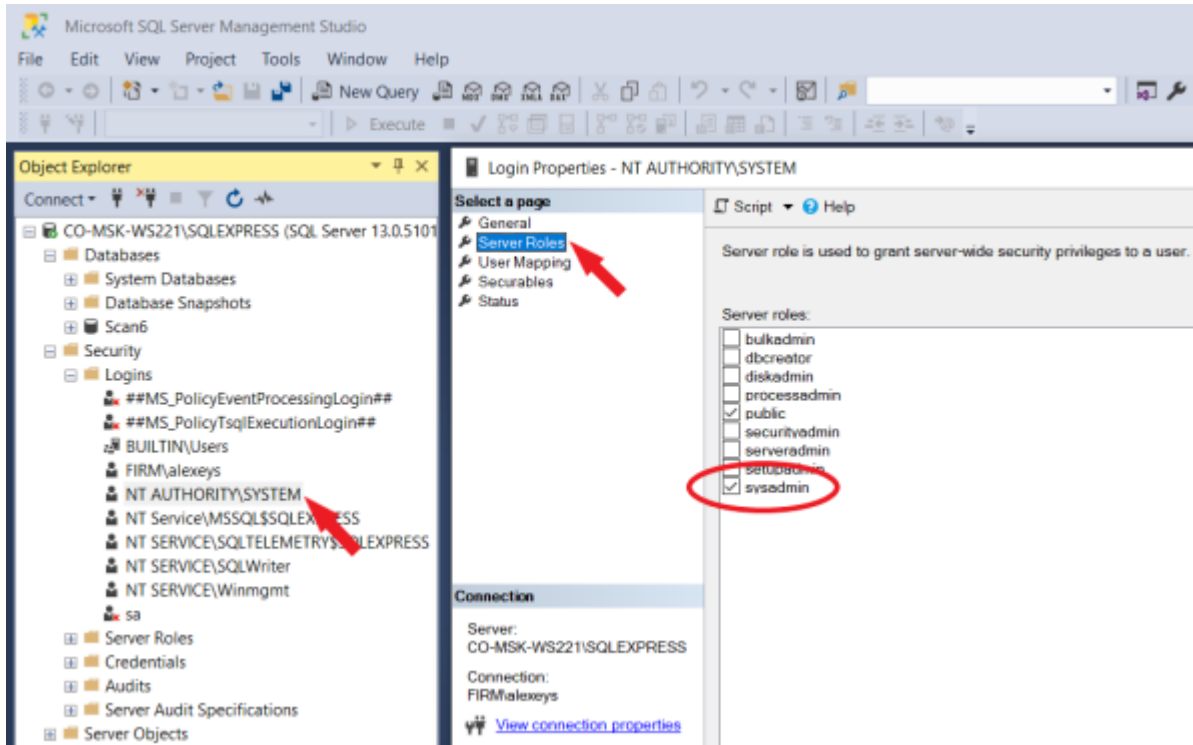 Microsoft SQL Server Management Studio
File Edit View Project Tools Window Help
New Query
Execute
Object Explorer
Connect
CO-MSK-WS221\SQLEXPRESS (SQL Server 13.0.5101
Databases
System Databases
Database Snapshots
Scan6
Security
Logins
##MS_PolicyEventProcessingLogin##
##MS_PolicyTsqlExecutionLogin##
BUILTIN\Users
FIRM\alexeys
NT AUTHORITY\SYSTEM
NT Service\MSSQL$SQLEXPRESS
NT SERVICE\SQLTELEMETRY$SQLEXPRESS
NT SERVICE\SQLWriter
NT SERVICE\Winmgmt
sa
Server Roles
Credentials
Audits
Server Audit Specifications
Server Objects
Login Properties - NT AUTHORITY\SYSTEM
Select a page
General
Server Roles
User Mapping
Securables
Status
Connection
Server:
CO-MSK-WS221\SQLEXPRESS
Connection:
FIRM\alexeys
View connection properties
Script Help
Server role is used to grant server-wide security privileges to a user.
Server roles:
bulkadmin
dbcreator
diskadmin
processadmin
public
securityadmin
serveradmin
setupadmin
sysadmin